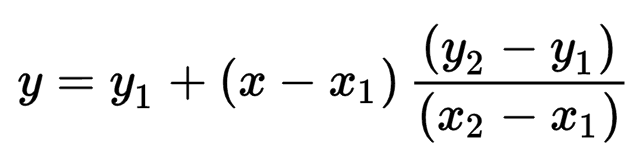 y = y₁ + (x − x₁) (y₂ − y₁) / (x₂ − x₁)